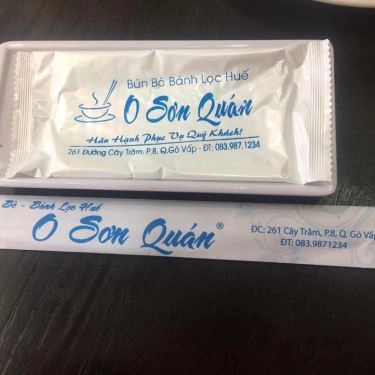 Bún Bò Bánh Lọc Huế
O Sơn Quán
Hân Hạnh Phục Vụ Quý Khách!
261 Đường Cây Trâm, P.8, Q.Gò Vấp - ĐT: 083.987.1234
Bò - Bánh Lọc Huế
O Sơn Quán®
ĐC: 261 Cây Trâm, P.8, Q. Gò Vấp
ĐT: 083.9871234